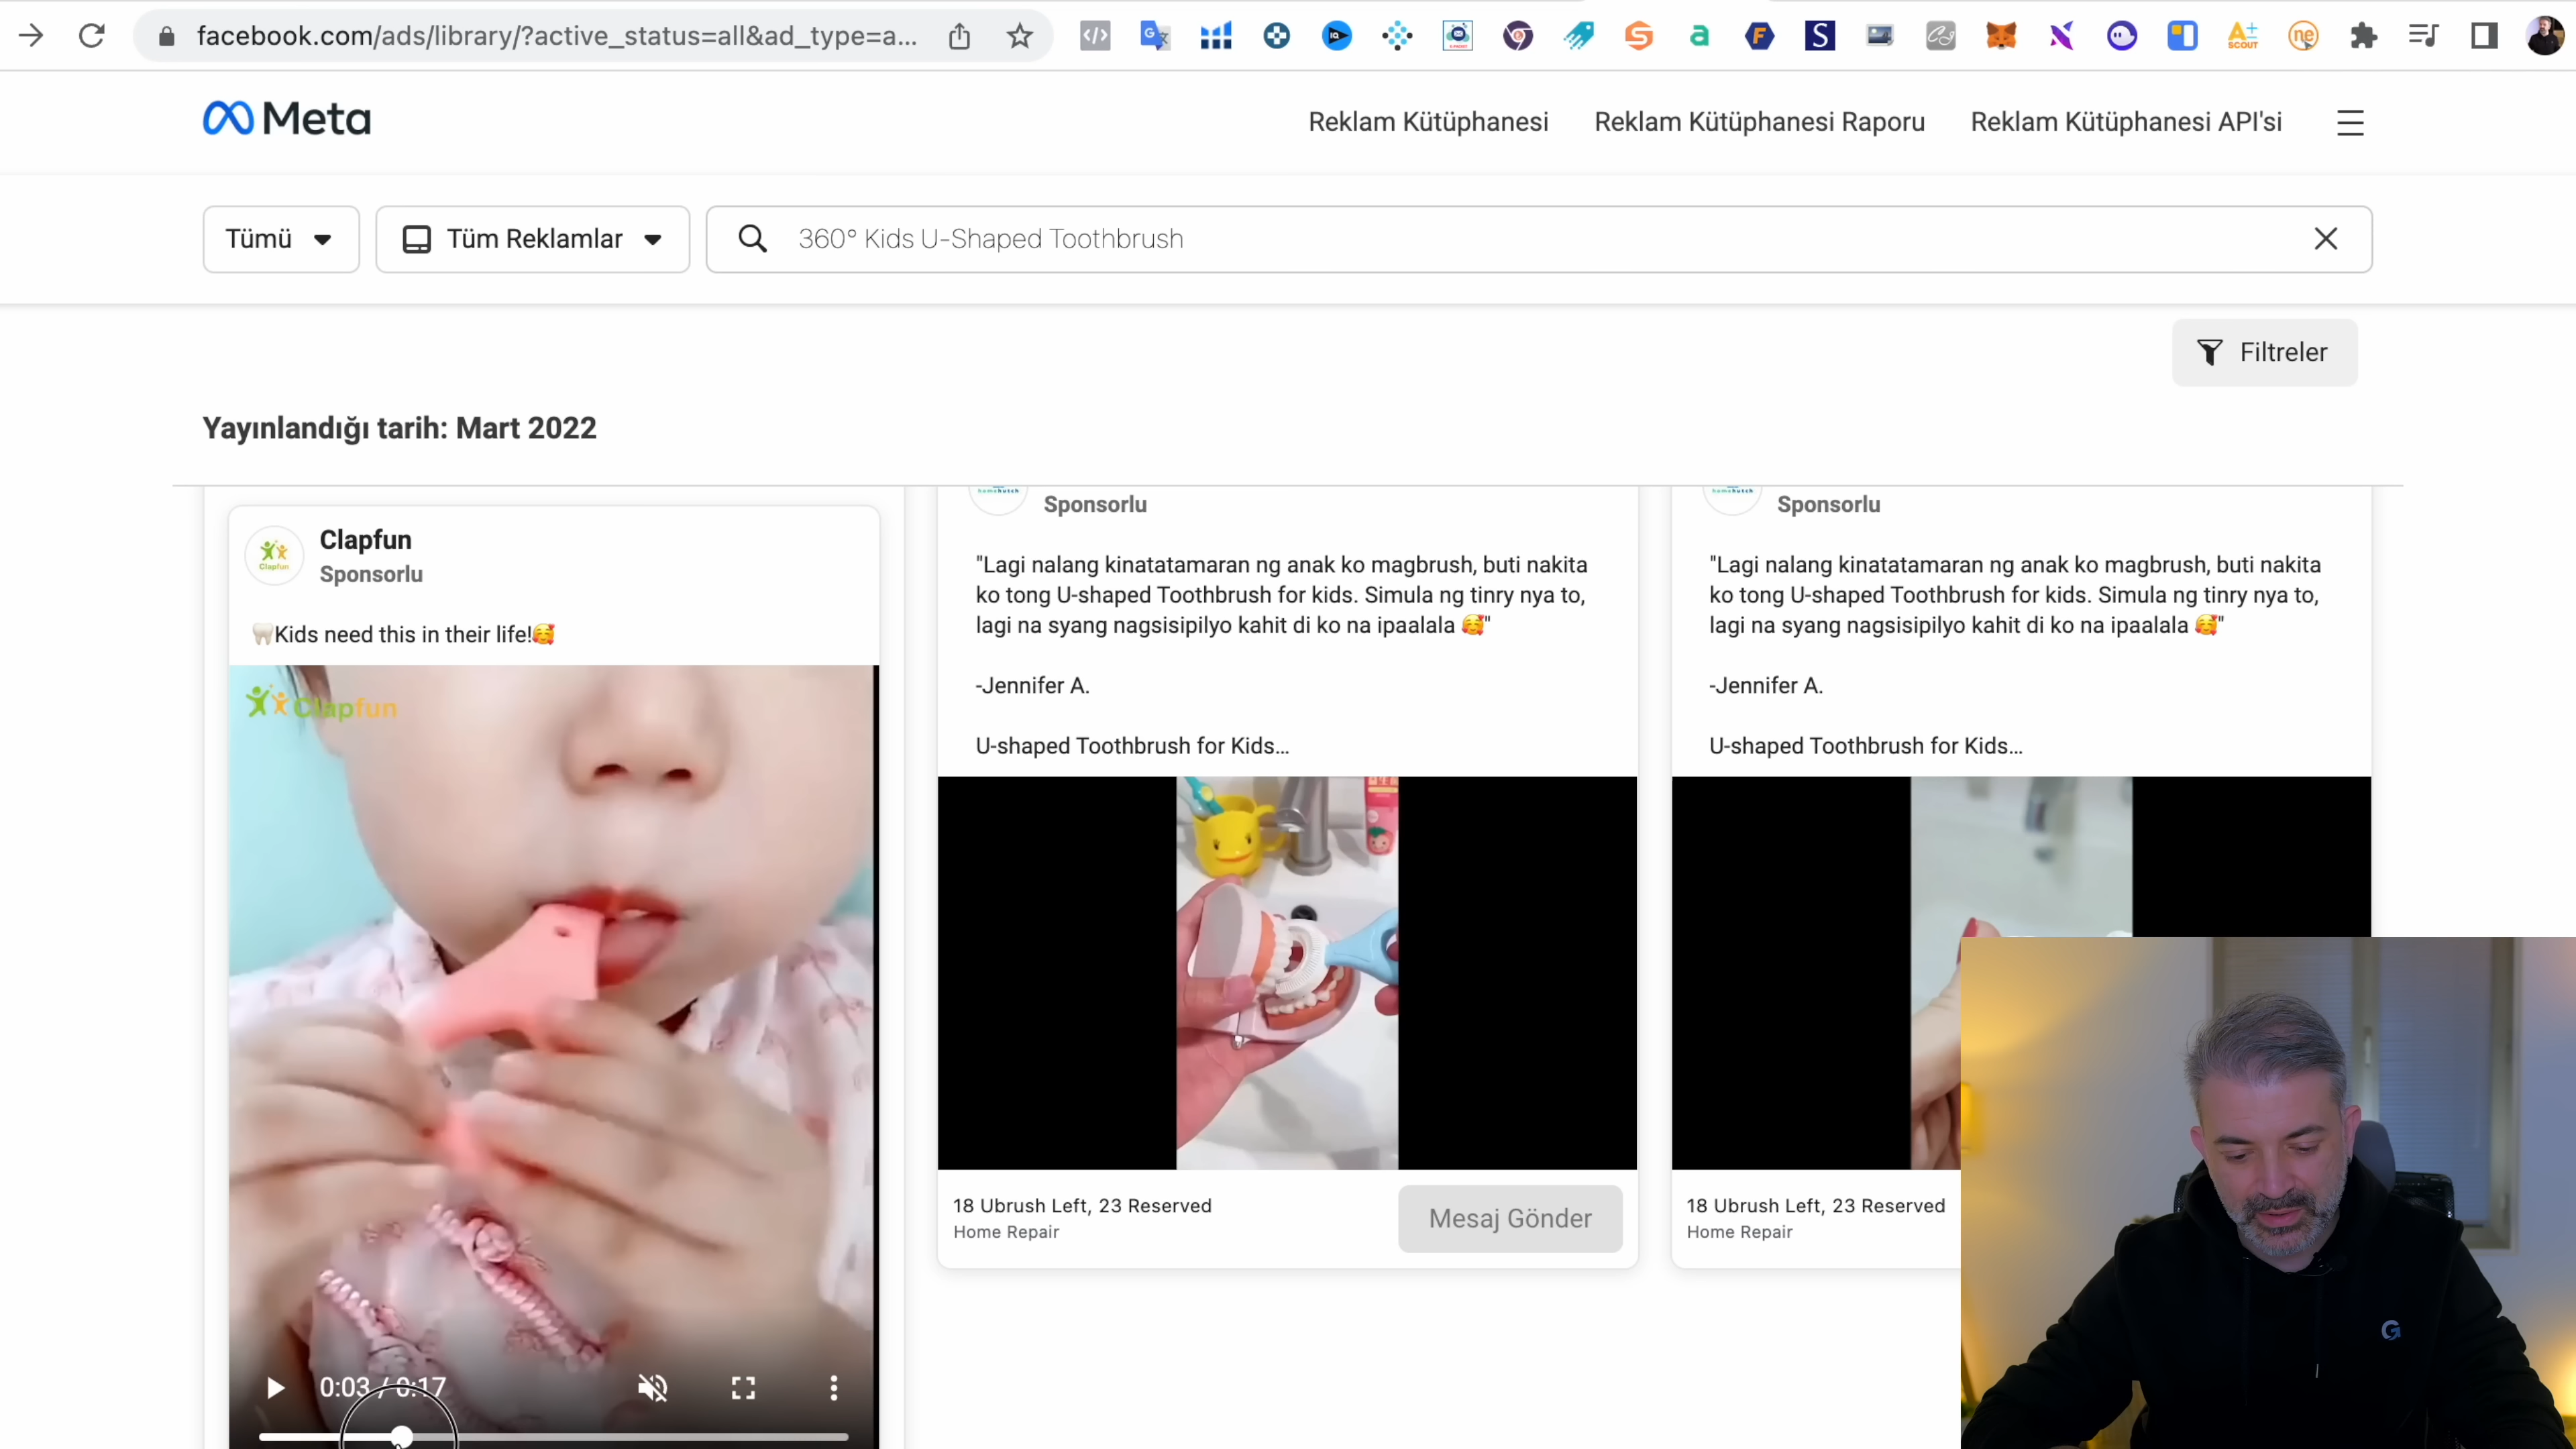 facebook.com/ads/library/?active_status=all&ad_type=a...
Meta
Reklam Kütüphanesi
Reklam Kütüphanesi Raporu
Reklam Kütüphanesi API'si
Tümü
Tüm Reklamlar
360° Kids U-Shaped Toothbrush
Filtreler
Yayınlandığı tarih: Mart 2022
Clapfun
Clapfun
Sponsorlu
🦷Kids need this in their life!🥰
Clapfun
0:03 / 0:17
homehutch
Sponsorlu
"Lagi nalang kinatatamaran ng anak ko magbrush, buti nakita
ko tong U-shaped Toothbrush for kids. Simula ng tinry nya to,
lagi na syang nagsisipilyo kahit di ko na ipaalala 🥰"
-Jennifer A.
U-shaped Toothbrush for Kids...
18 Ubrush Left, 23 Reserved
Home Repair
Mesaj Gönder
homehutch
Sponsorlu
"Lagi nalang kinatatamaran ng anak ko magbrush, buti nakita
ko tong U-shaped Toothbrush for kids. Simula ng tinry nya to,
lagi na syang nagsisipilyo kahit di ko na ipaalala 🥰"
-Jennifer A.
U-shaped Toothbrush for Kids...
18 Ubrush Left, 23 Reserved
Home Repair